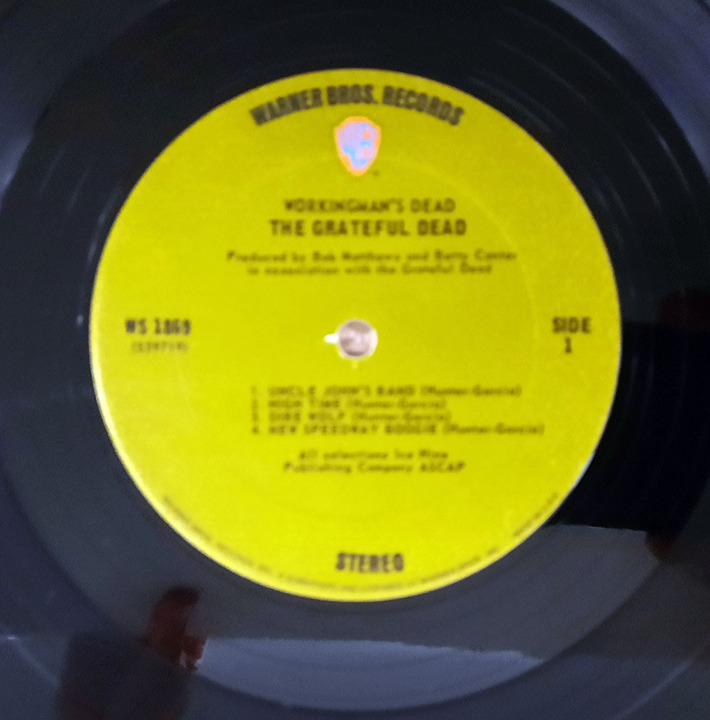 WARNER BROS. RECORDS
WORKINGMAN'S DEAD
THE GRATEFUL DEAD
Produced by Bob Matthews and Betty Cantor
in association with the Grateful Dead
WS 1869
SIDE
1
1. UNCLE JOHN'S BAND (Hunter-Garcia)
2. HIGH TIME (Hunter-Garcia)
3. DIRE WOLF (Hunter-Garcia)
4. NEW SPEEDWAY BOOGIE (Hunter-Garcia)
All selections Ice Nine
Publishing Company ASCAP
STEREO